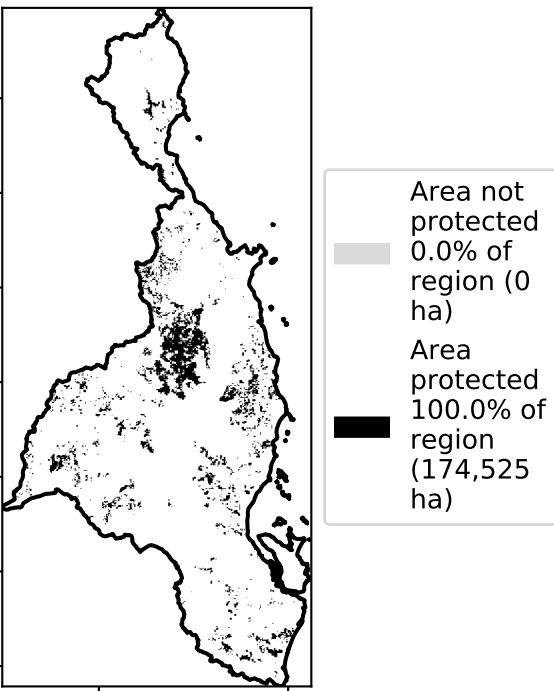 Area not
protected
0.0% of
region (0
ha)
Area
protected
100.0% of
region
(174,525
ha)